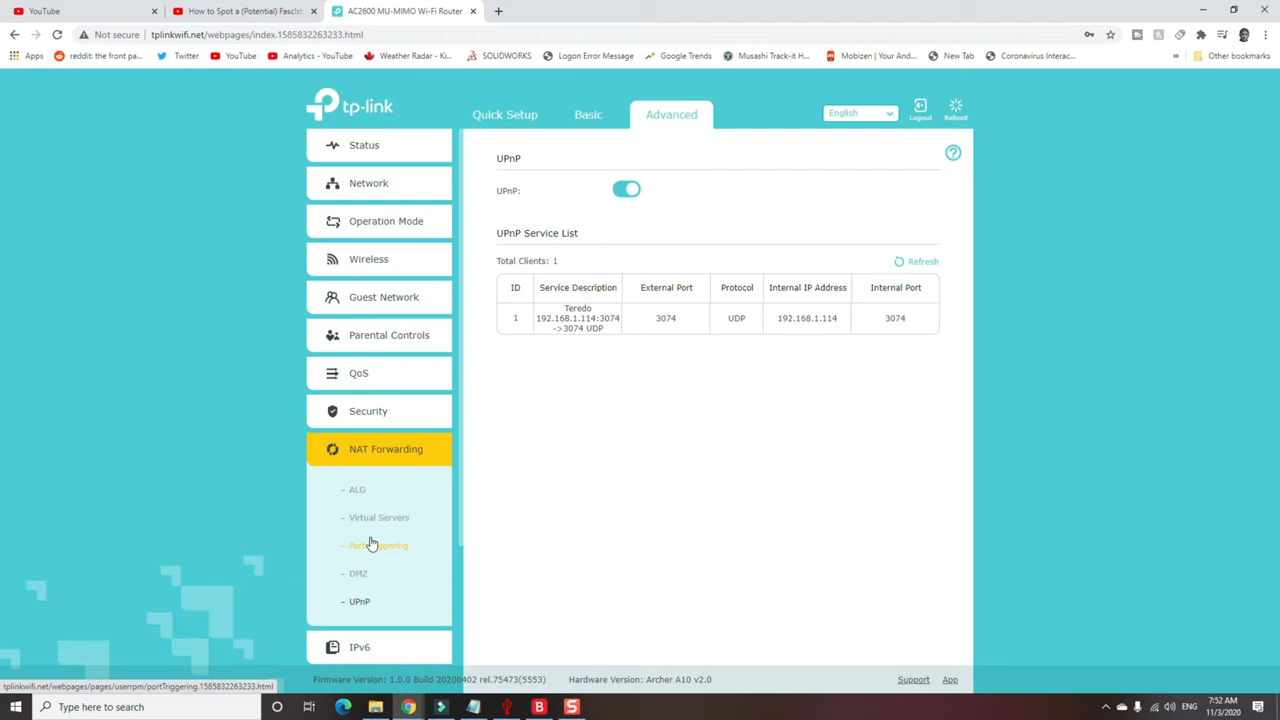 YouTube
How to Spot a (Potential) Fasc!st
AC2600 MU-MIMO Wi-Fi Router
Not secure
tplinkwifi.net/webpages/index.1585832263233.html
Apps
reddit: the front pa...
Twitter
YouTube
Analytics - YouTube
Weather Radar - Ki...
SOLIDWORKS
Logon Error Message
Google Trends
Musashi Track-it H...
Mobizen | Your And...
New Tab
Coronavirus Interac...
»
Other bookmarks
tp-link
Quick Setup
Basic
Advanced
English
Logout
Reboot
Status
Network
Operation Mode
Wireless
Guest Network
Parental Controls
QoS
Security
NAT Forwarding
- ALG
- Virtual Servers
- Port Triggering
- DMZ
- UPnP
IPv6
UPnP
UPnP:
UPnP Service List
Total Clients: 1
Refresh
ID
Service Description
External Port
Protocol
Internal IP Address
Internal Port
1
Teredo
192.168.1.114:3074
->3074 UDP
3074
UDP
192.168.1.114
3074
Firmware Version: 1.0.0 Build 20200402 rel.75473(5553)
Hardware Version: Archer A10 v2.0
Support
App
tplinkwifi.net/webpages/pages/userrpm/portTriggering.1585832263233.html
Type here to search
ENG
7:52 AM
11/3/2020